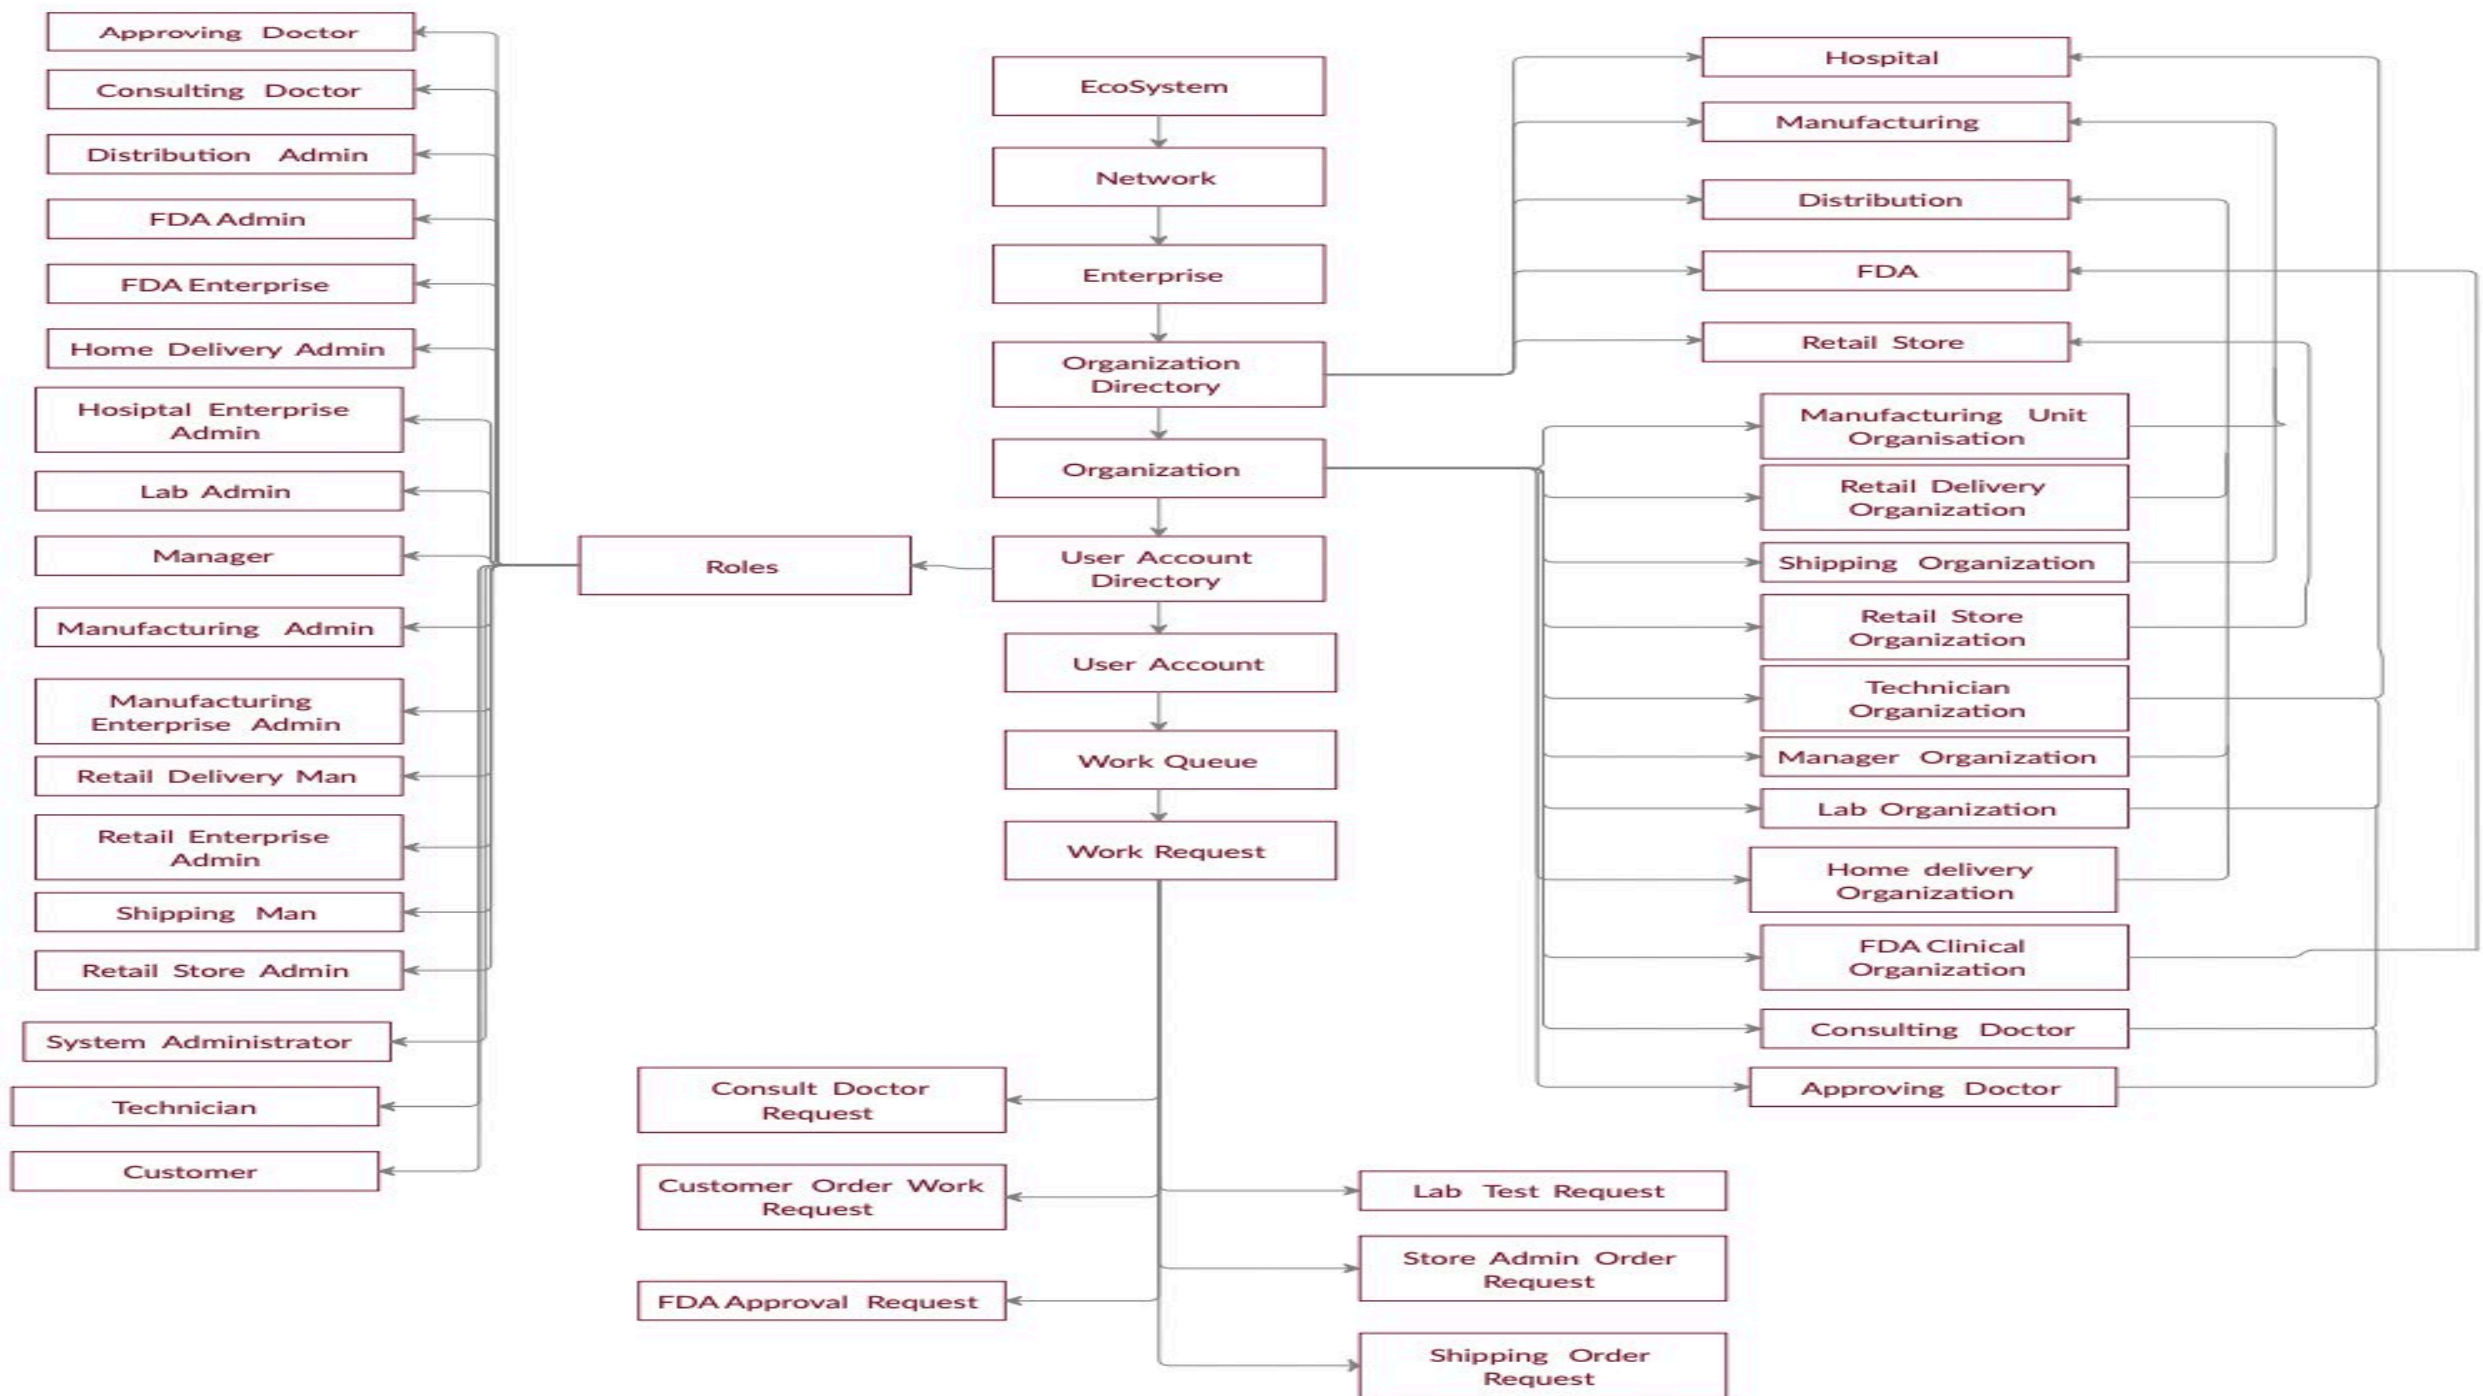 Approving Doctor
Consulting Doctor
Distribution Admin
FDA Admin
FDA Enterprise
Home Delivery Admin
Hosiptal Enterprise
Admin
Lab Admin
Manager
Manufacturing Admin
Manufacturing
Enterprise Admin
Retail Delivery Man
Retail Enterprise
Admin
Shipping Man
Retail Store Admin
System Administrator
Technician
Customer
Roles
EcoSystem
Network
Enterprise
Organization
Directory
Organization
User Account
Directory
User Account
Work Queue
Work Request
Consult Doctor
Request
Customer Order Work
Request
FDA Approval Request
Lab Test Request
Store Admin Order
Request
Shipping Order
Request
Hospital
Manufacturing
Distribution
FDA
Retail Store
Manufacturing Unit
Organisation
Retail Delivery
Organization
Shipping Organization
Retail Store
Organization
Technician
Organization
Manager Organization
Lab Organization
Home delivery
Organization
FDA Clinical
Organization
Consulting Doctor
Approving Doctor